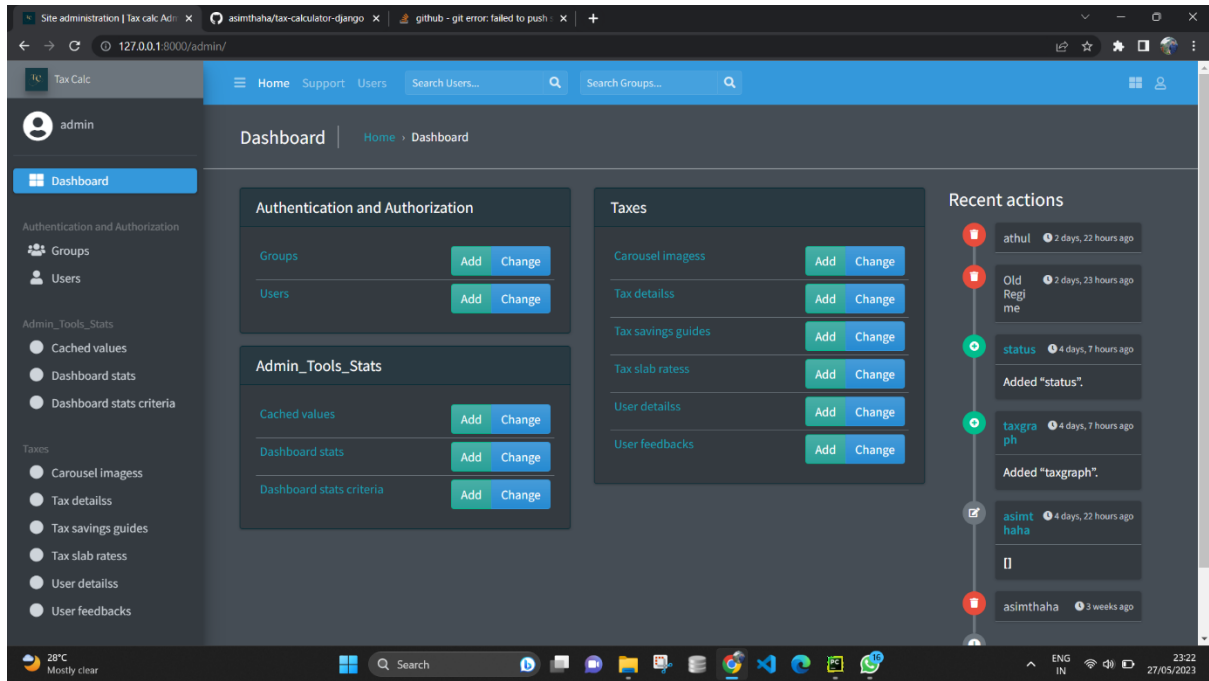 Site administration | Tax calc Adm
asimthaha/tax-calculator-django
github - git error: failed to push s
127.0.0.1:8000/admin/
TC Tax Calc
Home Support Users Search Users... Search Groups...
admin
Dashboard
Authentication and Authorization
Groups
Users
Admin_Tools_Stats
Cached values
Dashboard stats
Dashboard stats criteria
Taxes
Carousel imagess
Tax detailss
Tax savings guides
Tax slab ratess
User detailss
User feedbacks
Dashboard Home › Dashboard
Authentication and Authorization
Groups Add Change
Users Add Change
Admin_Tools_Stats
Cached values Add Change
Dashboard stats Add Change
Dashboard stats criteria Add Change
Taxes
Carousel imagess Add Change
Tax detailss Add Change
Tax savings guides Add Change
Tax slab ratess Add Change
User detailss Add Change
User feedbacks Add Change
Recent actions
athul 2 days, 22 hours ago
Old 2 days, 23 hours ago
Regi
me
status 4 days, 7 hours ago
Added “status”.
taxgra 4 days, 7 hours ago
ph
Added “taxgraph”.
asimt 4 days, 22 hours ago
haha
[]
asimthaha 3 weeks ago
28°C
Mostly clear
Search
PC
16
ENG
IN
23:22
27/05/2023